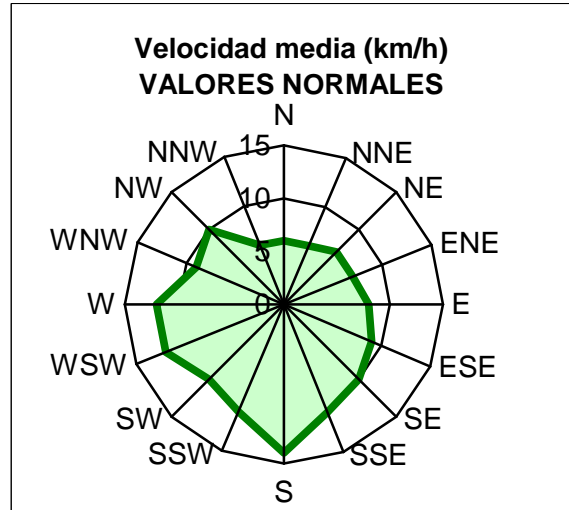 Velocidad media (km/h)
VALORES NORMALES
N
NNW 15 NNE
NW 10 NE
WNW 5 ENE
W 0 E
WSW ESE
SW SE
SSW SSE
S